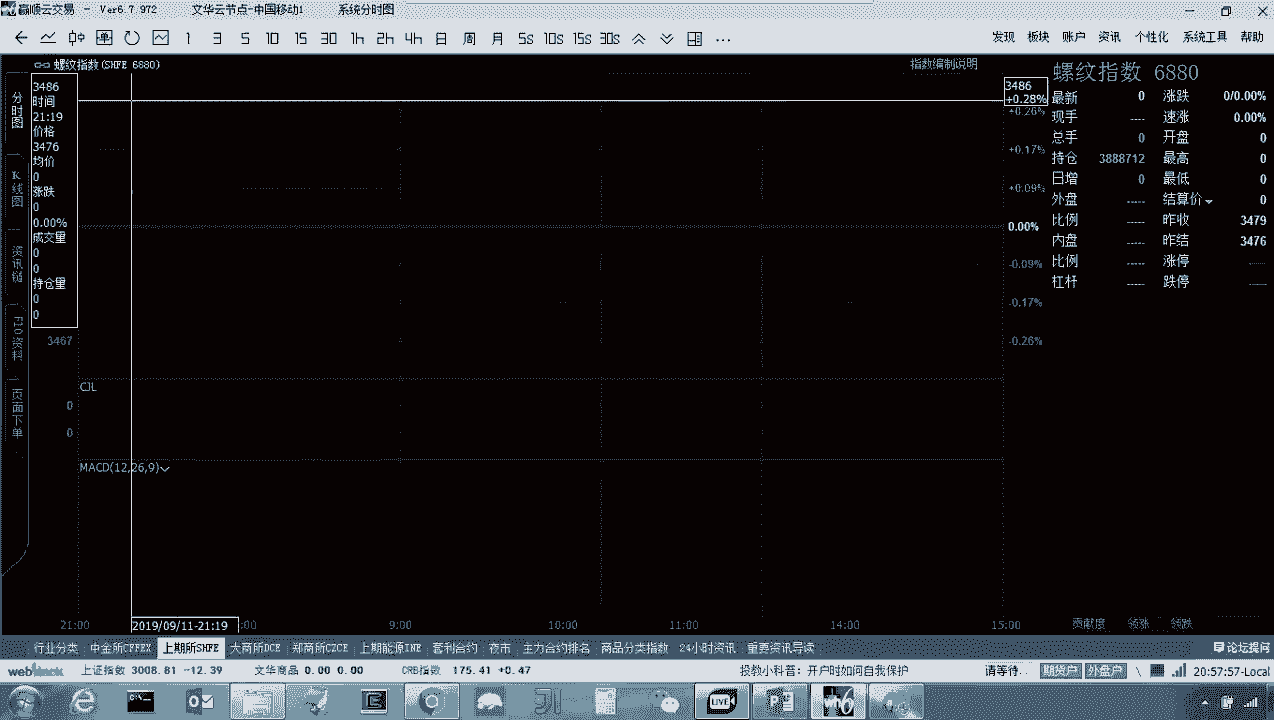 赢顺云交易 - Ver6.7.972 文华云节点-中国移动1 系统分时图
1 3 5 10 15 30 1h 2h 4h 日 周 月 5s 10s 15s 30s ... 发现 板块 账户 资讯 个性化 系统工具 帮助
螺纹指数(SHFE 6880) 指数编制说明
分时图
K线图
资讯链
F10资料
页面下单
3486
时间
21:19
价格
3476
均价
0
涨跌
0
0.00%
成交量
0
0
持仓量
0
0
3467
CJL
0
0
MACD(12,26,9)
3486
+0.28%
+0.26%
+0.17%
+0.09%
0.00%
-0.09%
-0.17%
-0.26%
螺纹指数 6880
最新 0 涨跌 0/0.00%
现手 ---- 速涨 0.00%
总手 0 开盘 0
持仓 3888712 最高 0
日增 0 最低 0
外盘 ----- 结算价 0
比例 ----- 昨收 3479
内盘 ----- 昨结 3476
比例 ----- 涨停 ----
杠杆 ----- 跌停 ----
21:00 2019/09/11-21:19 :00 9:00 10:00 11:00 14:00 15:00 贡献度 领涨 领跌
行业分类 中金所CFFEX 上期所SHFE 大商所DCE 郑商所CZCE 上期能源INE 套利合约 夜市 主力合约排名 商品分类指数 24小时资讯 重要资讯导读 论坛提问
webstock 上证指数 3008.81 -12.39 文华商品 0.00 0.00 CRB指数 175.41 +0.47 投教小科普：开户时如何自我保护 请等待.. 期货户 外盘户 20:57:57-Local
LIVE
wh6